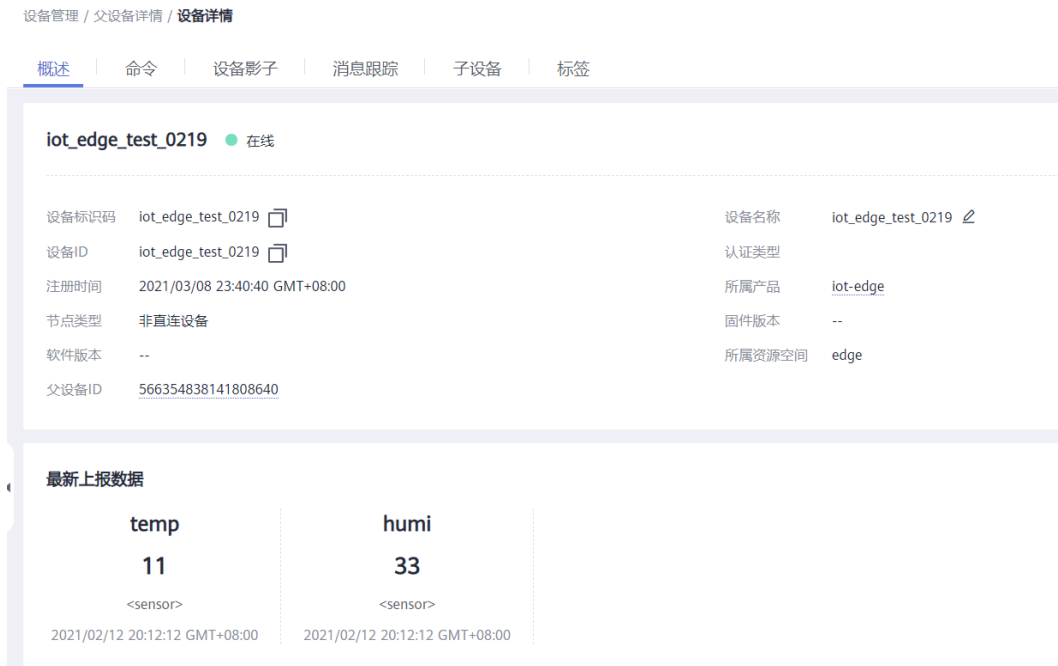 设备管理 / 父设备详情 / 设备详情
概述 命令 设备影子 消息跟踪 子设备 标签
iot_edge_test_0219 在线
设备标识码 iot_edge_test_0219 设备名称 iot_edge_test_0219
设备ID iot_edge_test_0219 认证类型
注册时间 2021/03/08 23:40:40 GMT+08:00 所属产品 iot-edge
节点类型 非直连设备 固件版本 --
软件版本 -- 所属资源空间 edge
父设备ID 566354838141808640
最新上报数据
temp humi
11 33
<sensor> <sensor>
2021/02/12 20:12:12 GMT+08:00 2021/02/12 20:12:12 GMT+08:00